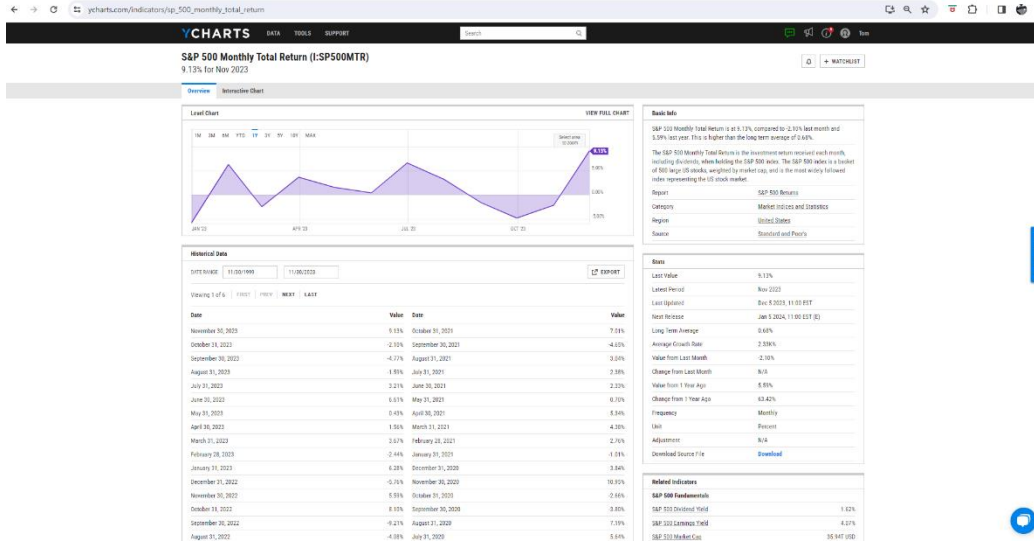 ycharts.com/indicators/sp_500_monthly_total_return
YCHARTS DATA TOOLS SUPPORT Search Tom
S&P 500 Monthly Total Return (I:SP500MTR)
9.13% for Nov 2023
+ WATCHLIST
Overview Interactive Chart
Level Chart VIEW FULL CHART
1M 3M 6M YTD 1Y 3Y 5Y 10Y MAX
9.13%
5.00%
0.00%
JAN '23 APR '23 JUL '23 OCT '23
Historical Data
DATE RANGE 11/30/1999
EXPORT
Viewing 1 of 6 FIRST PREV NEXT LAST
Date Value Date Value
November 30, 2023 9.13% October 31, 2021 7.01%
October 31, 2023 -2.10% September 30, 2021 -4.65%
September 30, 2023 -4.77% August 31, 2021 3.04%
August 31, 2023 -1.59% July 31, 2021 2.38%
July 31, 2023 3.21% June 30, 2021 2.33%
June 30, 2023 6.61% May 31, 2021 0.70%
May 31, 2023 0.43% April 30, 2021 5.34%
April 30, 2023 1.56% March 31, 2021 4.38%
March 31, 2023 3.67% February 28, 2021 2.76%
February 28, 2023 -2.44% January 31, 2021 -1.01%
January 31, 2023 6.28% December 31, 2020 3.84%
December 31, 2022 -5.76% November 30, 2020 10.95%
November 30, 2022 5.59% October 31, 2020 -2.66%
October 31, 2022 8.10% September 30, 2020 -3.80%
September 30, 2022 -9.21% August 31, 2020 7.19%
August 31, 2022 -4.08% July 31, 2020 5.64%
Basic Info
S&P 500 Monthly Total Return is at 9.13%, compared to -2.10% last month and
5.59% last year. This is higher than the long term average of 0.68%.
The S&P 500 Monthly Total Return is the investment return received each month,
including dividends, when holding the S&P 500 index. The S&P 500 index is a basket
of 500 large US stocks, weighted by market cap, and is the most widely followed
index representing the US stock market.
Report S&P 500 Returns
Category Market Indices and Statistics
Region United States
Source Standard and Poor's
Stats
Last Value 9.13%
Latest Period Nov 2023
Last Updated Dec 5 2023, 11:00 EST
Next Release Jan 5 2024, 11:00 EST (E)
Long Term Average 0.68%
Average Growth Rate
Value from Last Month -2.10%
Change from Last Month N/A
Value from 1 Year Ago 5.59%
Change from 1 Year Ago 63.42%
Frequency Monthly
Unit Percent
Adjustment N/A
Download Source File Download
Related Indicators
S&P 500 Fundamentals
S&P 500 Dividend Yield 1.62%
S&P 500 Earnings Yield
S&P 500 Market Cap